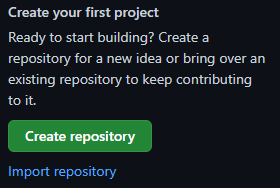 Create your first project
Ready to start building? Create a
repository for a new idea or bring over an
existing repository to keep contributing
to it.
Create repository
Import repository